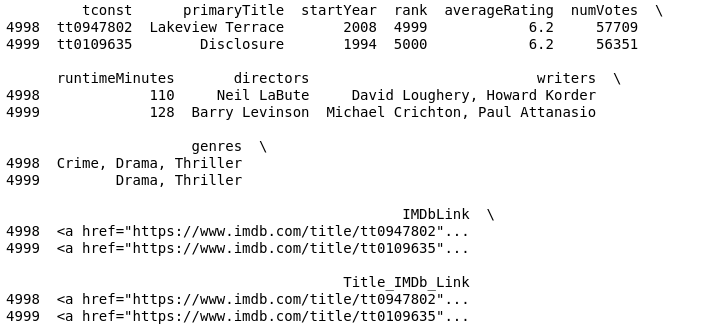 tconst      primaryTitle  startYear  rank  averageRating  numVotes  \
4998  tt0947802  Lakeview Terrace       2008  4999            6.2     57709
4999  tt0109635        Disclosure       1994  5000            6.2     56351

      runtimeMinutes       directors                           writers  \
4998             110     Neil LaBute     David Loughery, Howard Korder
4999             128  Barry Levinson  Michael Crichton, Paul Attanasio

                      genres  \
4998  Crime, Drama, Thriller
4999         Drama, Thriller

                                               IMDbLink  \
4998  <a href="https://www.imdb.com/title/tt0947802"...
4999  <a href="https://www.imdb.com/title/tt0109635"...

                                        Title_IMDb_Link
4998  <a href="https://www.imdb.com/title/tt0947802"...
4999  <a href="https://www.imdb.com/title/tt0109635"...